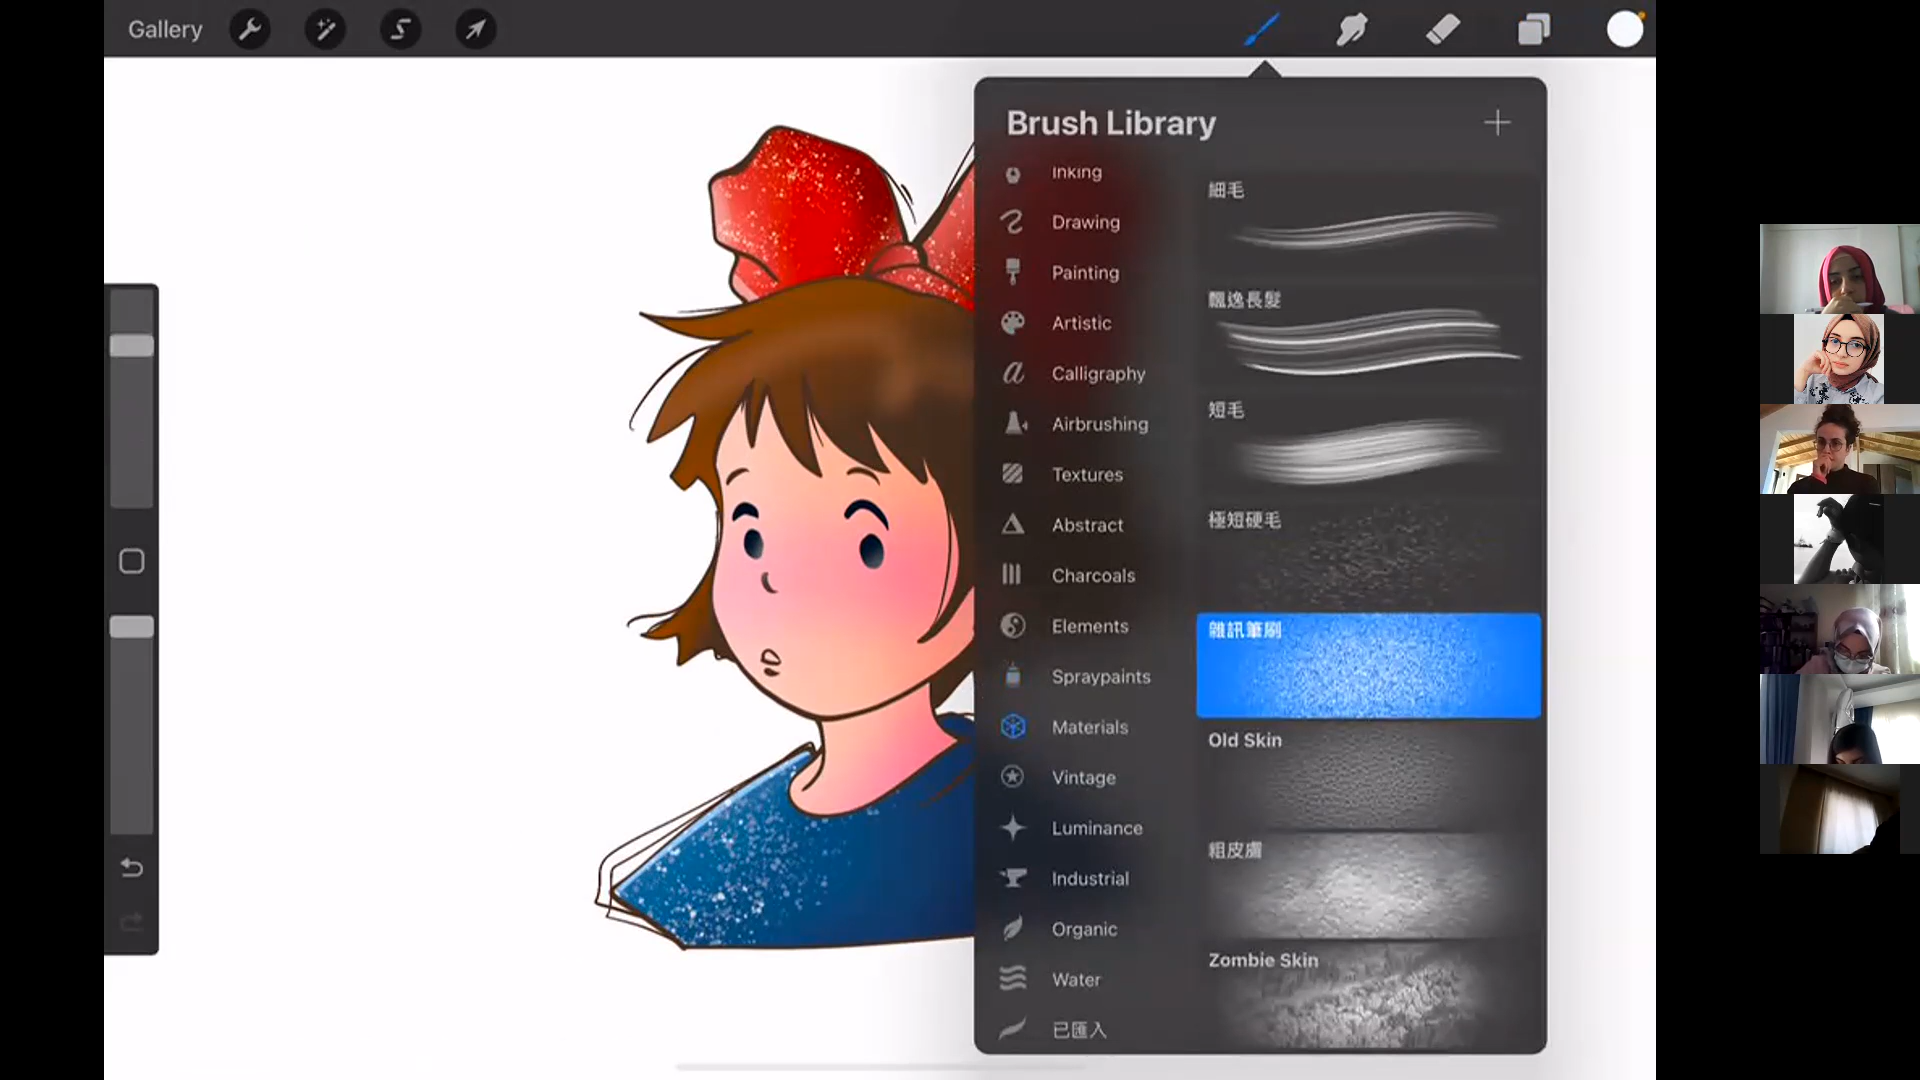 Gallery
Brush Library
Inking
Drawing
Painting
Artistic
Calligraphy
Airbrushing
Textures
Abstract
Charcoals
Elements
Spraypaints
Materials
Vintage
Luminance
Industrial
Organic
Water
已匯入
細毛
飄逸長髮
短毛
極短硬毛
雜訊筆刷
Old Skin
粗皮膚
Zombie Skin